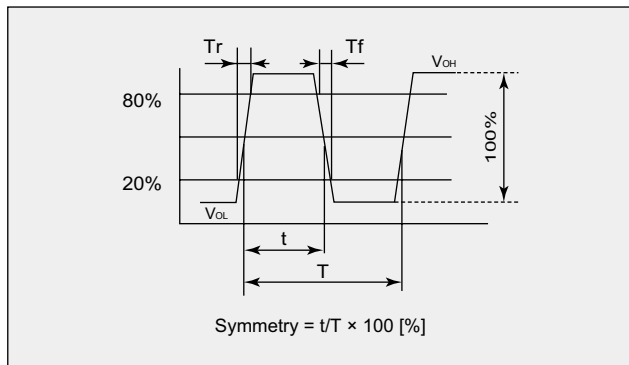 Tr Tf
VOH
80%
100%
20%
VOL
t
T
Symmetry = t/T × 100 [%]